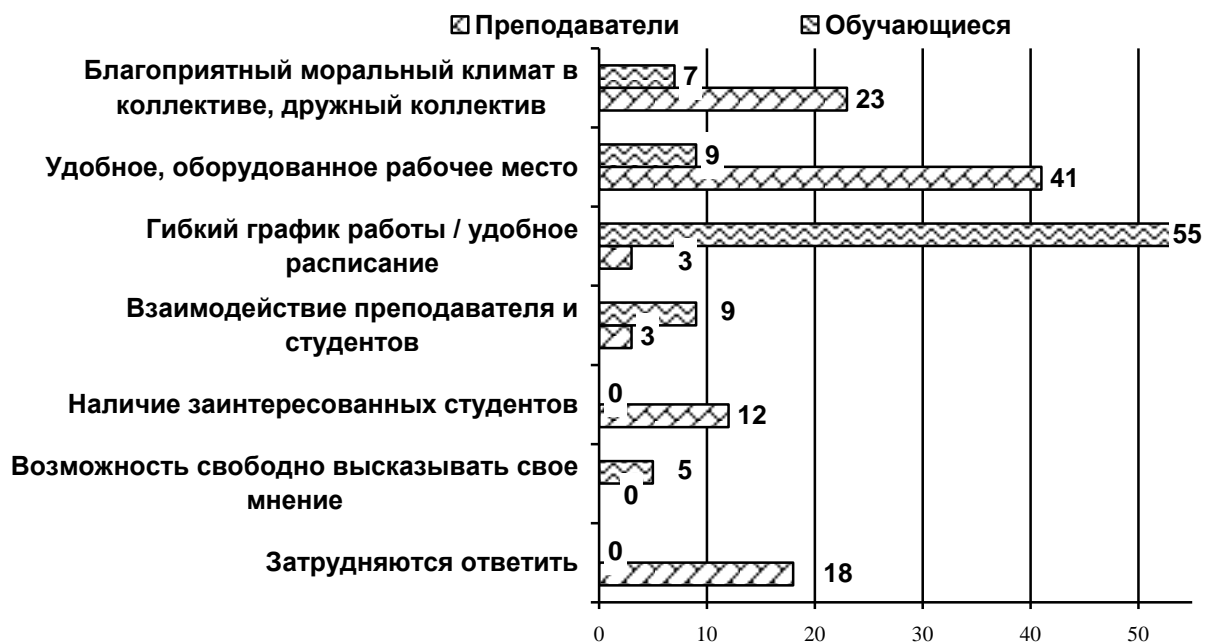 Преподаватели Обучающиеся
Благоприятный моральный климат в
коллективе, дружный коллектив
7
23
Удобное, оборудованное рабочее место
9
41
Гибкий график работы / удобное
расписание
55
3
Взаимодействие преподавателя и
студентов
9
3
Наличие заинтересованных студентов
0
12
Возможность свободно высказывать свое
мнение
5
0
Затрудняются ответить
0
18
0 10 20 30 40 50